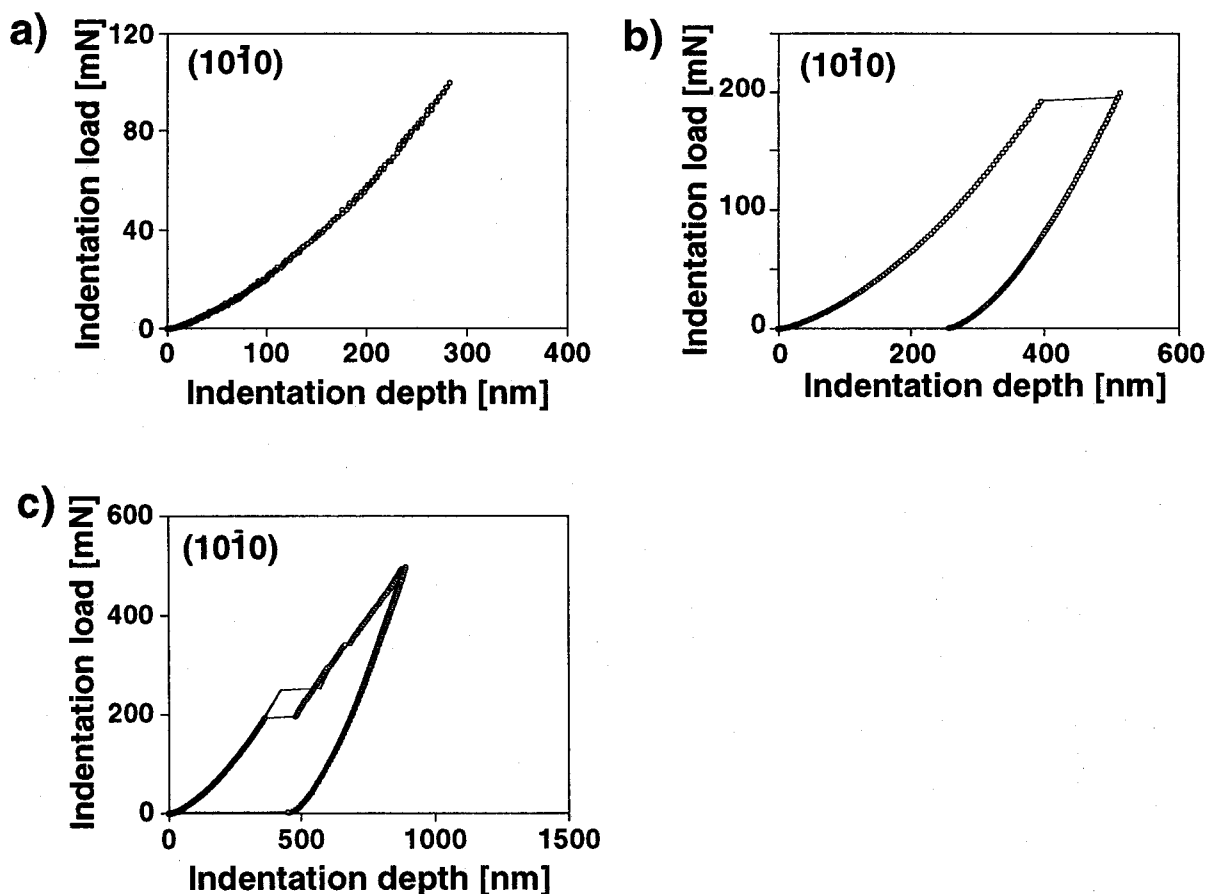 a)
Indentation load [mN]
120
80
40
0
(101̄0)
0 100 200 300 400
Indentation depth [nm]
b)
Indentation load [mN]
200
100
0
(101̄0)
0 200 400 600
Indentation depth [nm]
c)
Indentation load [mN]
600
400
200
0
(101̄0)
0 500 1000 1500
Indentation depth [nm]